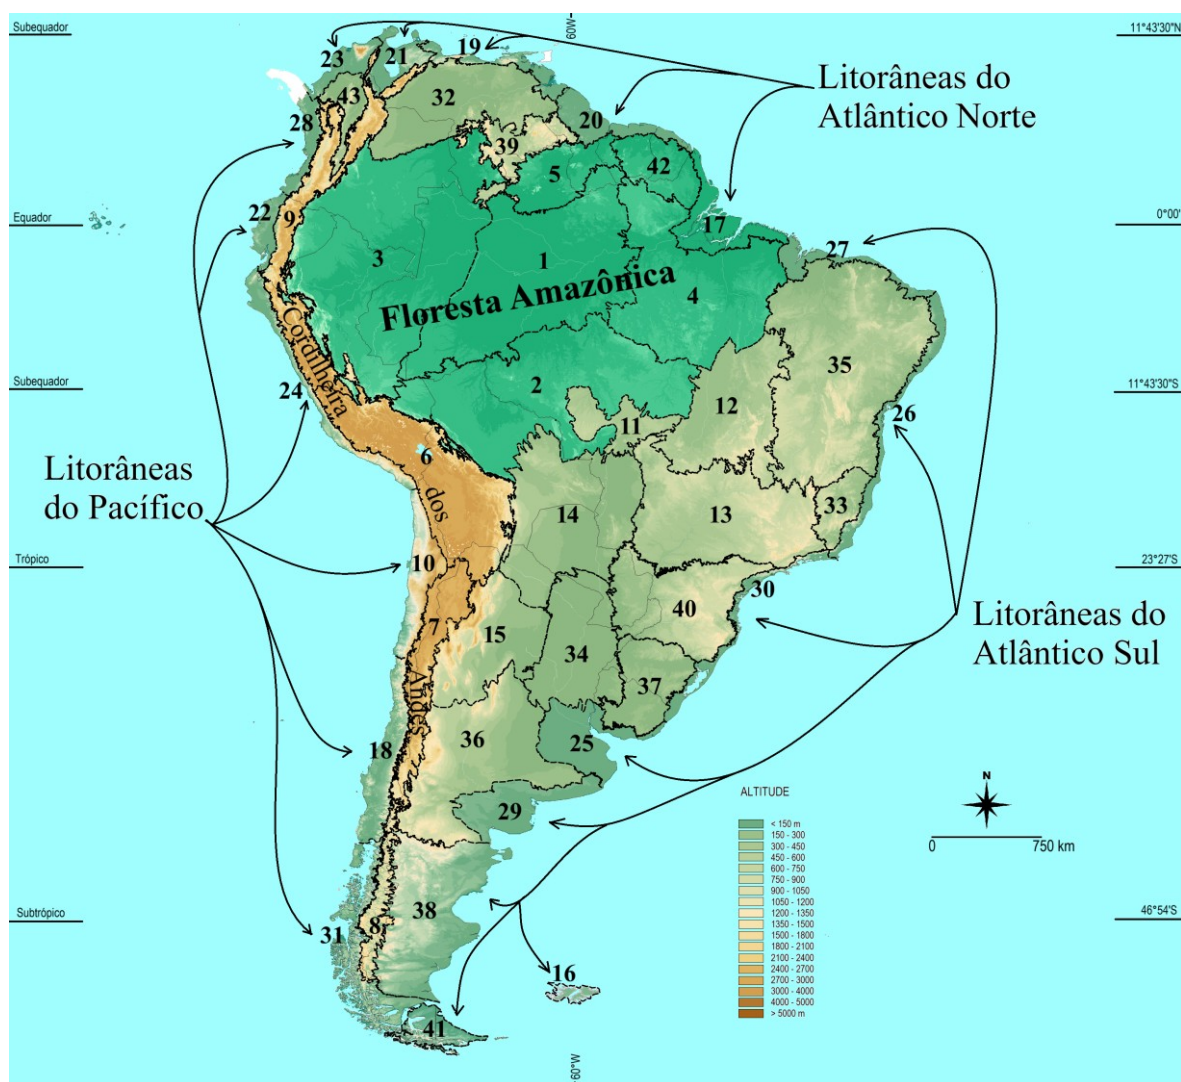 Subequador
11°43'30"N
60W
23
21
19
Litorâneas do
Atlântico Norte
43
32
28
20
39
5
42
22
9
Equador
0°00'
17
27
3
1
4
Floresta Amazônica
Cordilheira
dos
Andes
35
Subequador
11°43'30"S
24
2
12
11
26
Litorâneas
do Pacífico
6
14
13
33
Trópico
23°27'S
10
30
40
7
15
34
37
Litorâneas do
Atlântico Sul
36
18
25
29
ALTITUDE
< 150 m
150 - 300
300 - 450
450 - 600
600 - 750
750 - 900
900 - 1050
1050 - 1200
1200 - 1350
1350 - 1500
1500 - 1800
1800 - 2100
2100 - 2400
2400 - 2700
2700 - 3000
3000 - 4000
4000 - 5000
> 5000 m
N
0 750 km
38
Subtrópico
46°54'S
31
8
16
41
60°W